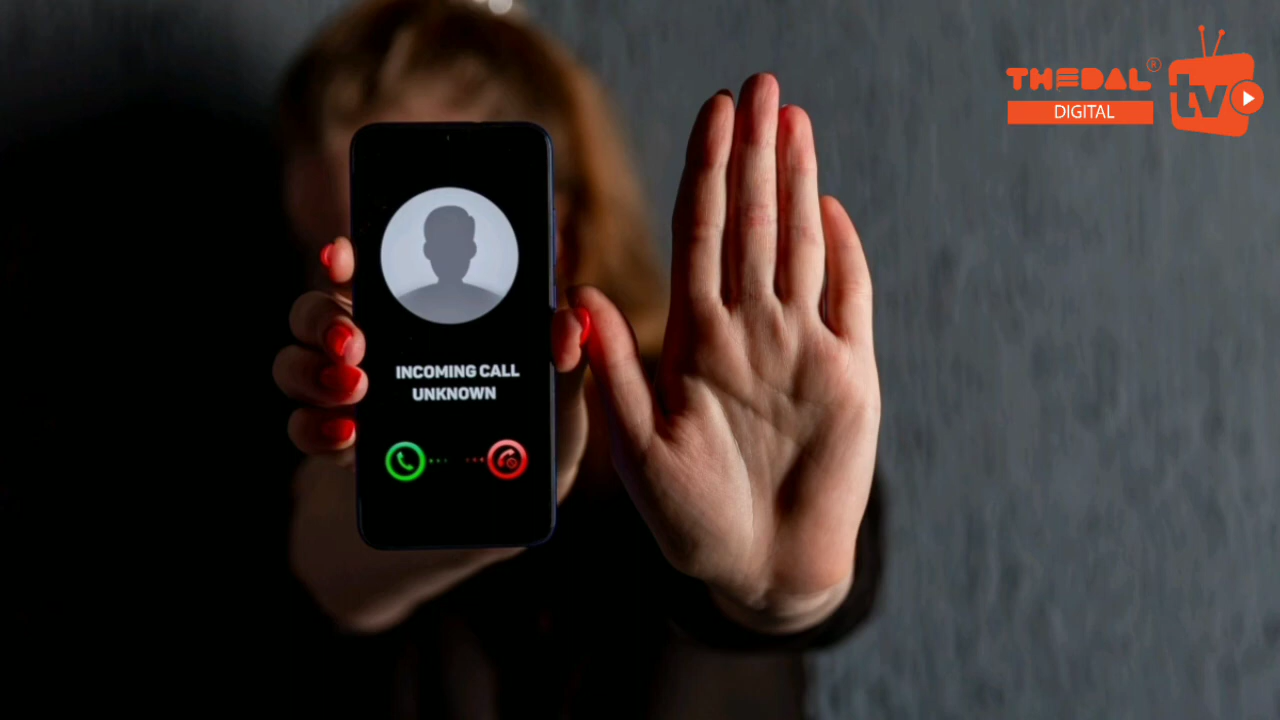 INCOMING CALL
UNKNOWN
THEDAL®
DIGITAL
tv